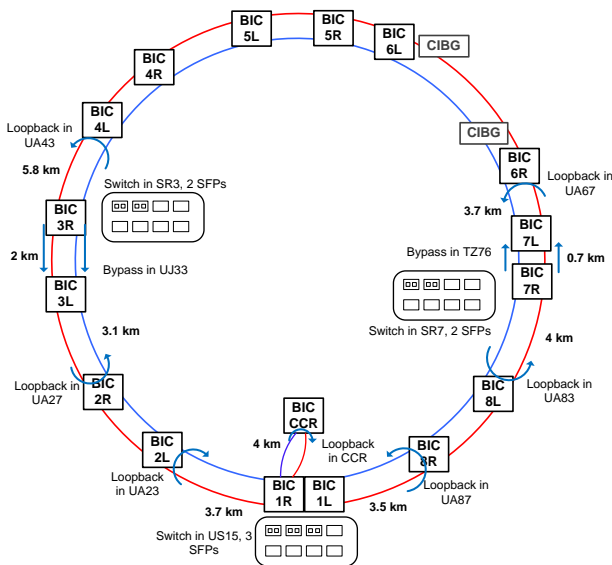 BIC
5L
BIC
5R
BIC
6L
CIBG
BIC
4R
BIC
4L
Loopback in
UA43
CIBG
BIC
6R
Loopback in
UA67
5.8 km
Switch in SR3, 2 SFPs
3.7 km
BIC
3R
BIC
7L
Bypass in TZ76
2 km
Bypass in UJ33
0.7 km
BIC
7R
BIC
3L
Switch in SR7, 2 SFPs
3.1 km
4 km
Loopback in
UA27
BIC
2R
BIC
8L
Loopback in
UA83
BIC
CCR
4 km
Loopback
in CCR
BIC
2L
BIC
8R
Loopback
in UA23
Loopback
in UA87
BIC
1R
BIC
1L
3.7 km
3.5 km
Switch in US15, 3
SFPs